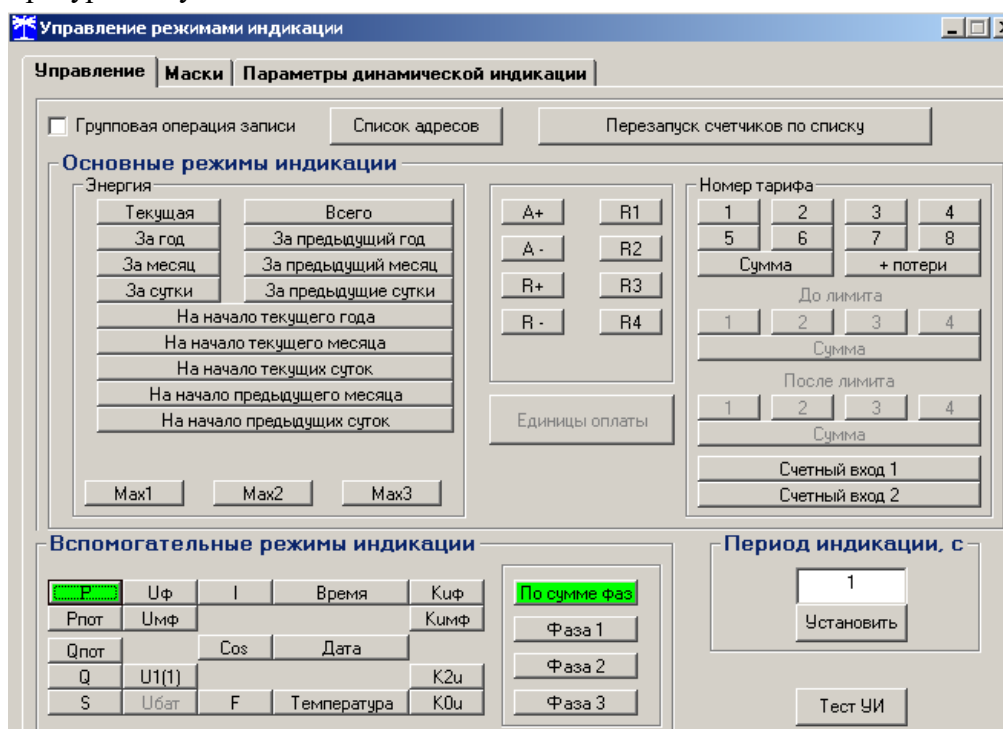 Управление режимами индикации
Управление Маски Параметры динамической индикации
Групповая операция записи Список адресов Перезапуск счетчиков по списку
Основные режимы индикации
Энергия
Текущая Всего
За год За предыдущий год
За месяц За предыдущий месяц
За сутки За предыдущие сутки
На начало текущего года
На начало текущего месяца
На начало текущих суток
На начало предыдущего месяца
На начало предыдущих суток
Max1 Max2 Max3
A+ R1
A - R2
R+ R3
R - R4
Единицы оплаты
Номер тарифа
1 2 3 4
5 6 7 8
Сумма + потери
До лимита
1 2 3 4
Сумма
После лимита
1 2 3 4
Сумма
Счетный вход 1
Счетный вход 2
Вспомогательные режимы индикации
P Uф I Время Kuф
Pпот Uмф Kuмф
Qпот Cos Дата
Q U1(1) K2u
S Uбат F Температура K0u
По сумме фаз
Фаза 1
Фаза 2
Фаза 3
Период индикации, с
1
Установить
Тест УИ